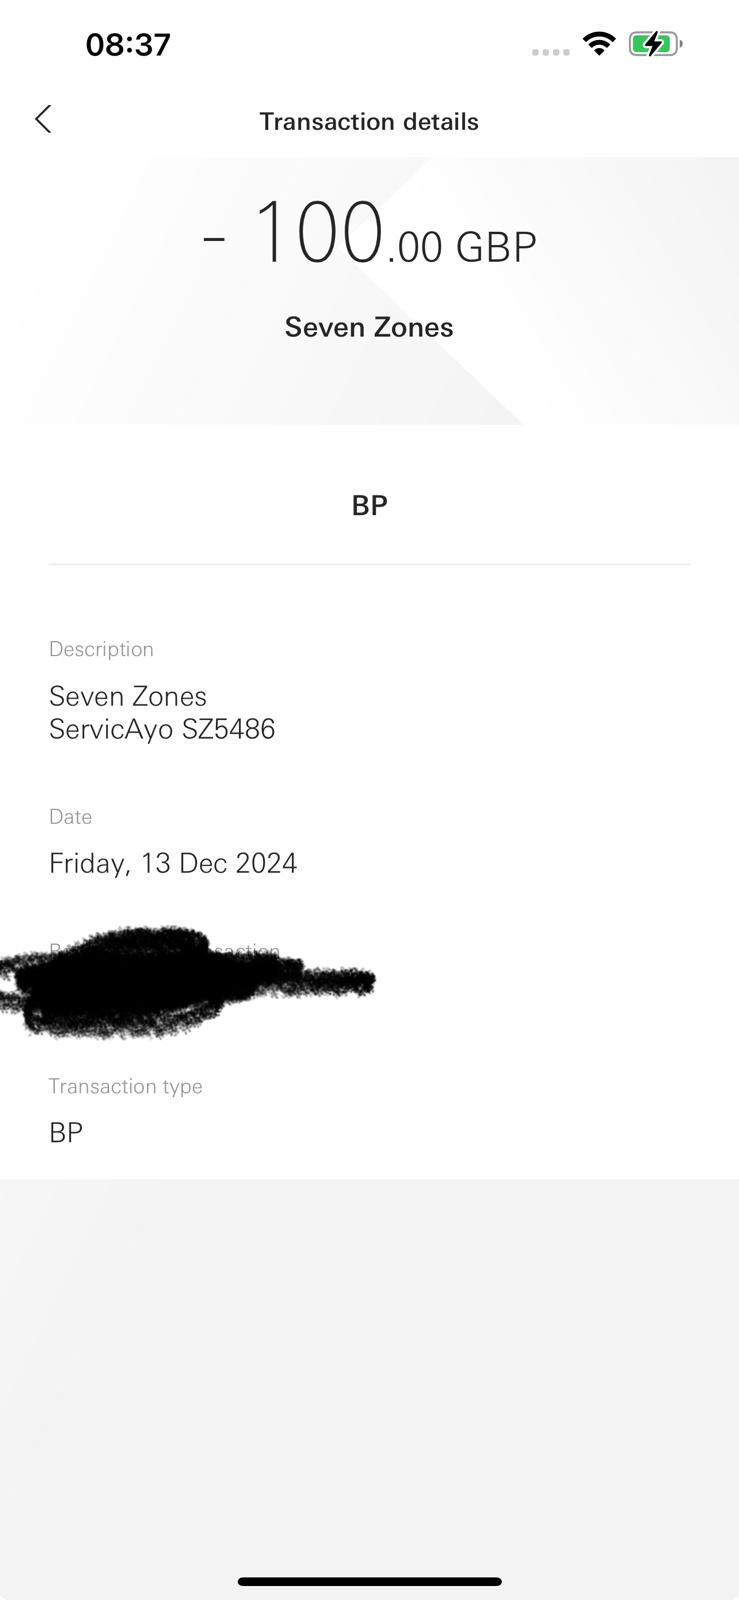 08:37
Transaction details
- 100.00 GBP
Seven Zones
BP
Description
Seven Zones
ServicAyo SZ5486
Date
Friday, 13 Dec 2024
Transaction type
BP